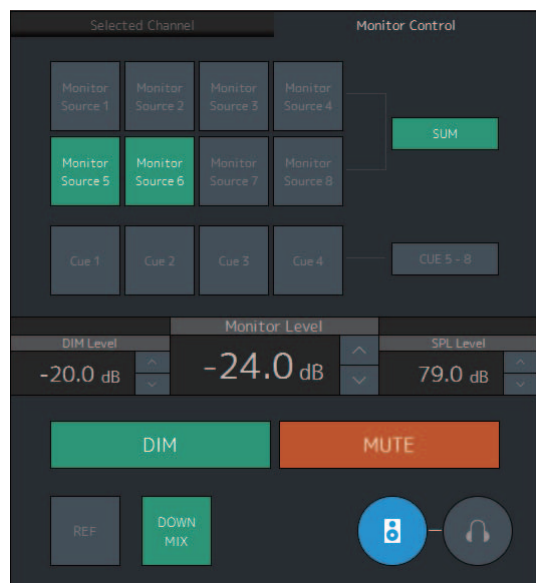 Selected Channel Monitor Control
Monitor Monitor Monitor Monitor
Source 1 Source 2 Source 3 Source 4
SUM
Monitor Monitor Monitor Monitor
Source 5 Source 6 Source 7 Source 8
Cue 1 Cue 2 Cue 3 Cue 4 CUE 5 - 8
Monitor Level
DIM Level SPL Level
-20.0 dB -24.0 dB 79.0 dB
DIM MUTE
REF DOWN
MIX